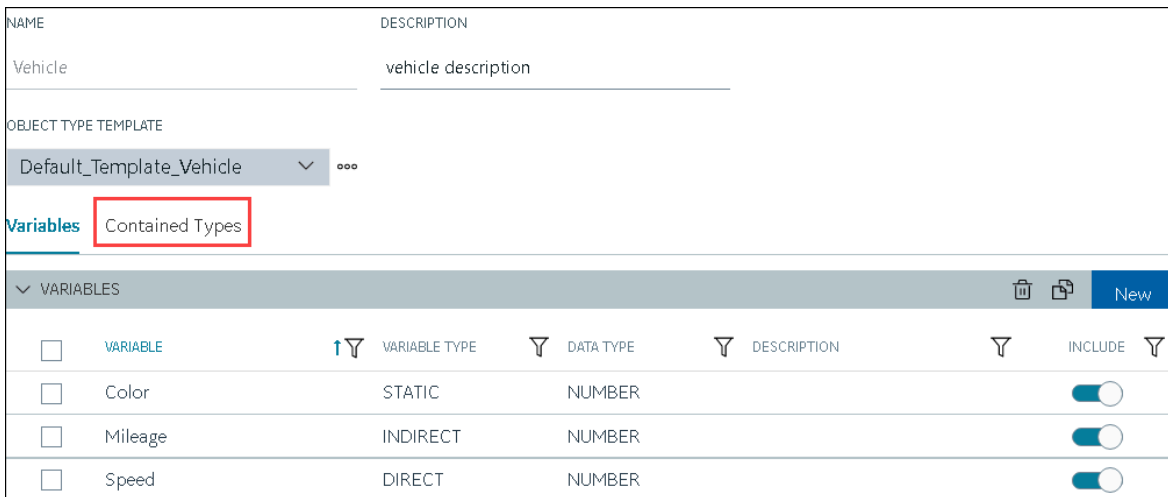 NAME DESCRIPTION
Vehicle vehicle description
OBJECT TYPE TEMPLATE
Default_Template_Vehicle
Variables Contained Types
VARIABLES New
VARIABLE VARIABLE TYPE DATA TYPE DESCRIPTION INCLUDE
Color STATIC NUMBER
Mileage INDIRECT NUMBER
Speed DIRECT NUMBER